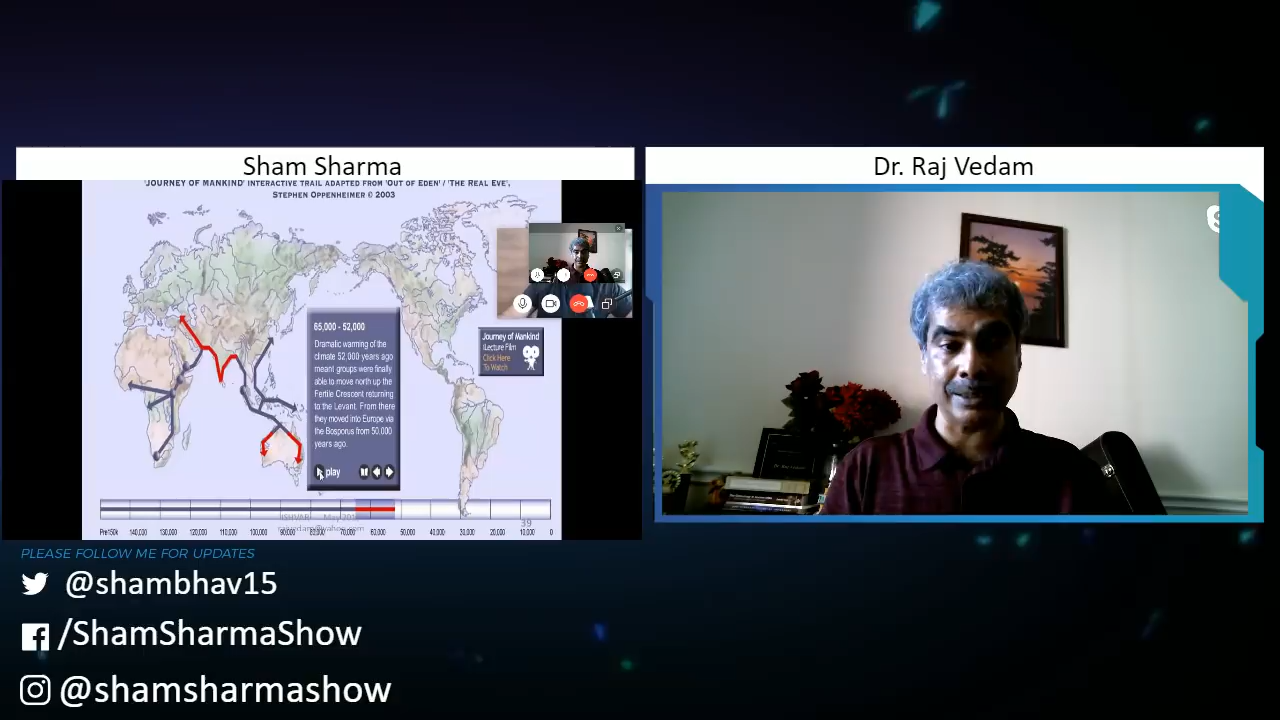 Sham Sharma
Dr. Raj Vedam
'JOURNEY OF MANKIND' INTERACTIVE TRAIL ADAPTED FROM 'OUT OF EDEN' / 'THE REAL EVE',
STEPHEN OPPENHEIMER © 2003
65,000 - 52,000
Dramatic warming of the
climate 52.000 years ago
meant groups were finally
able to move north up the
Fertile Crescent returning
to the Levant. From there
they moved into Europe via
the Bosporus from 50,000
years ago.
play
Journey of Mankind
Click Here
To Watch
39
Pre150k 140,000 130,000 120,000 110,000 100,000 90,000 80,000 70,000 60,000 50,000 40,000 30,000 20,000 10,000 0
PLEASE FOLLOW ME FOR UPDATES
@shambhav15
/ShamSharmaShow
@shamsharmashow